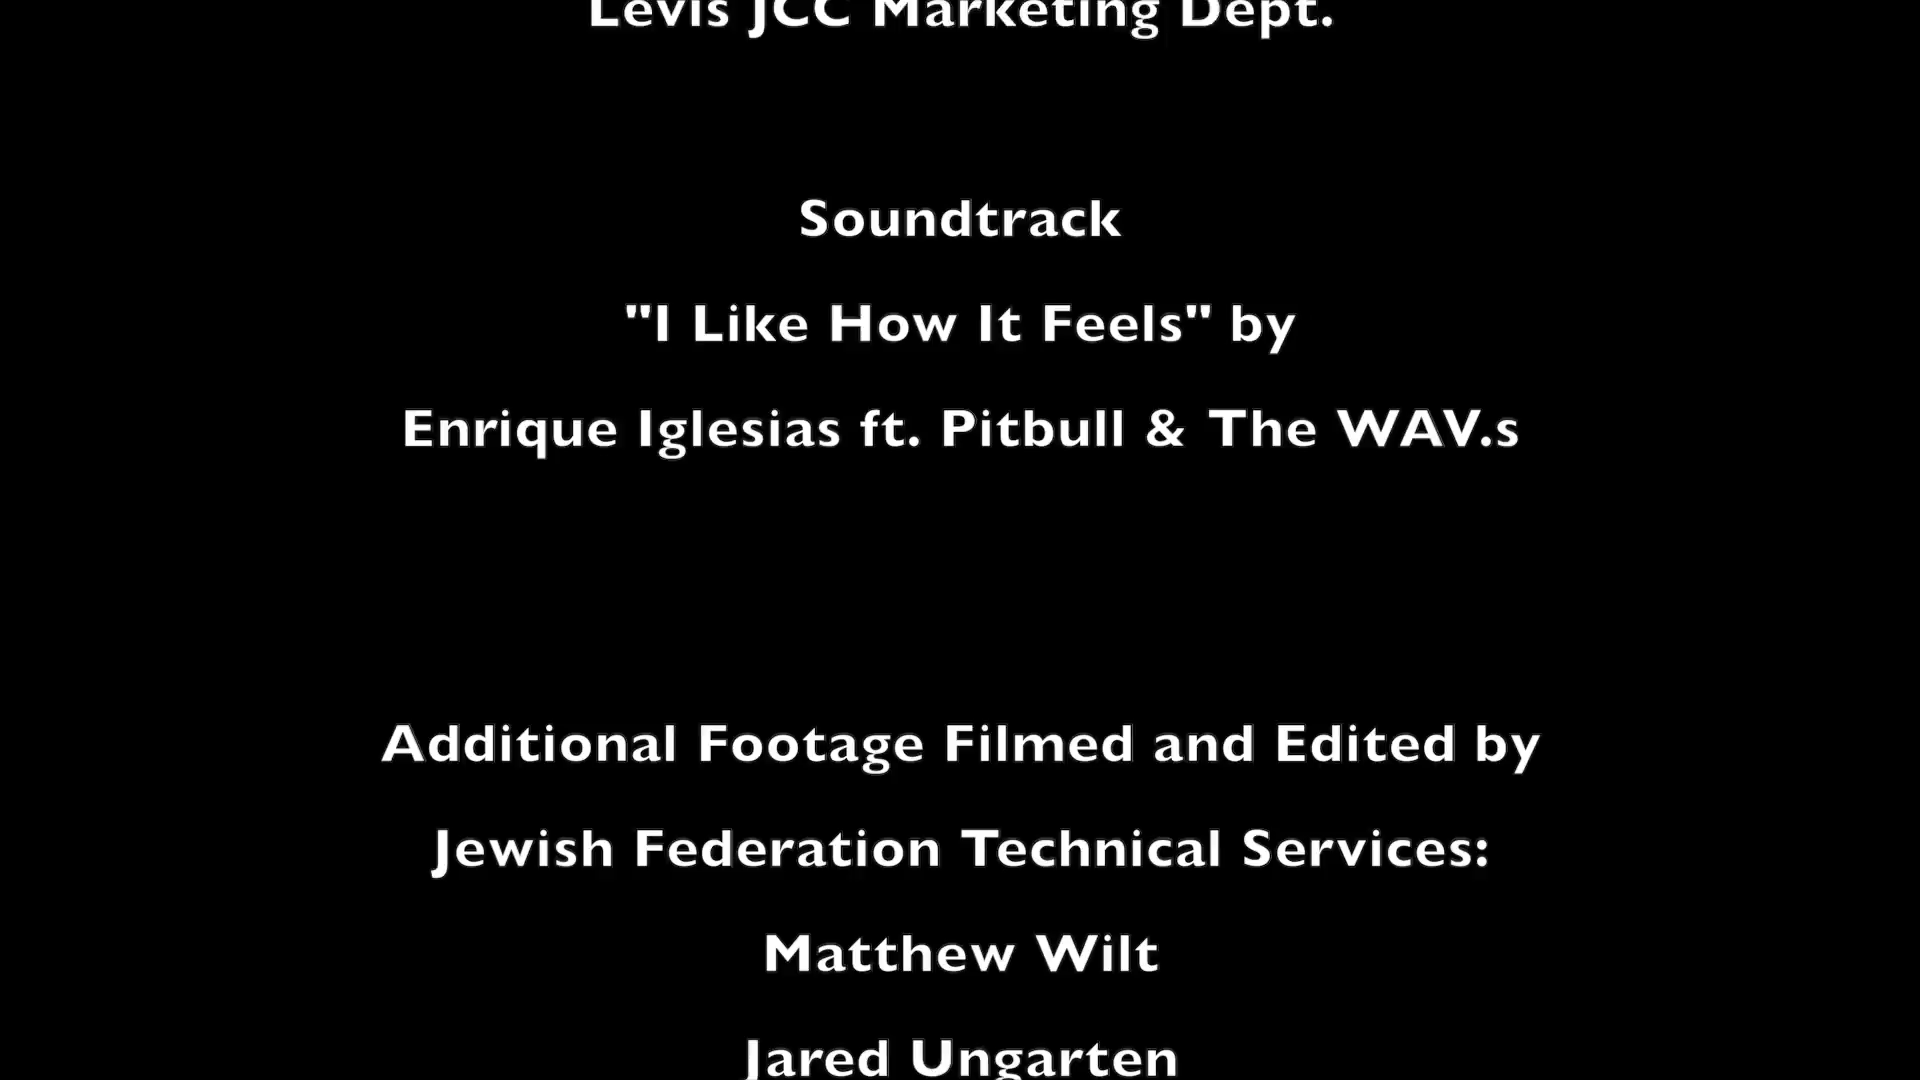 Levis JCC Marketing Dept.
Soundtrack
"I Like How It Feels" by
Enrique Iglesias ft. Pitbull & The WAV.s
Additional Footage Filmed and Edited by
Jewish Federation Technical Services:
Matthew Wilt
Jared Ungarten